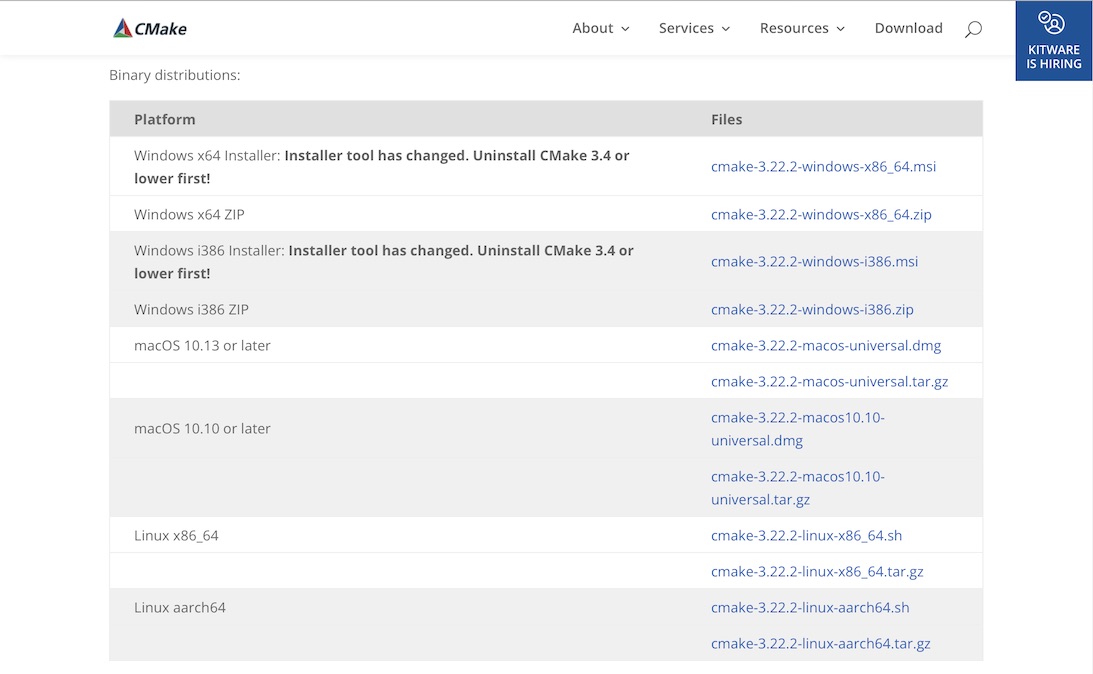 CMake
About
Services
Resources
Download
KITWARE
IS HIRING
Binary distributions:
Platform
Files
Windows x64 Installer: Installer tool has changed. Uninstall CMake 3.4 or
lower first!
cmake-3.22.2-windows-x86_64.msi
Windows x64 ZIP
cmake-3.22.2-windows-x86_64.zip
Windows i386 Installer: Installer tool has changed. Uninstall CMake 3.4 or
lower first!
cmake-3.22.2-windows-i386.msi
Windows i386 ZIP
cmake-3.22.2-windows-i386.zip
macOS 10.13 or later
cmake-3.22.2-macos-universal.dmg
cmake-3.22.2-macos-universal.tar.gz
macOS 10.10 or later
cmake-3.22.2-macos10.10-
universal.dmg
cmake-3.22.2-macos10.10-
universal.tar.gz
Linux x86_64
cmake-3.22.2-linux-x86_64.sh
cmake-3.22.2-linux-x86_64.tar.gz
Linux aarch64
cmake-3.22.2-linux-aarch64.sh
cmake-3.22.2-linux-aarch64.tar.gz